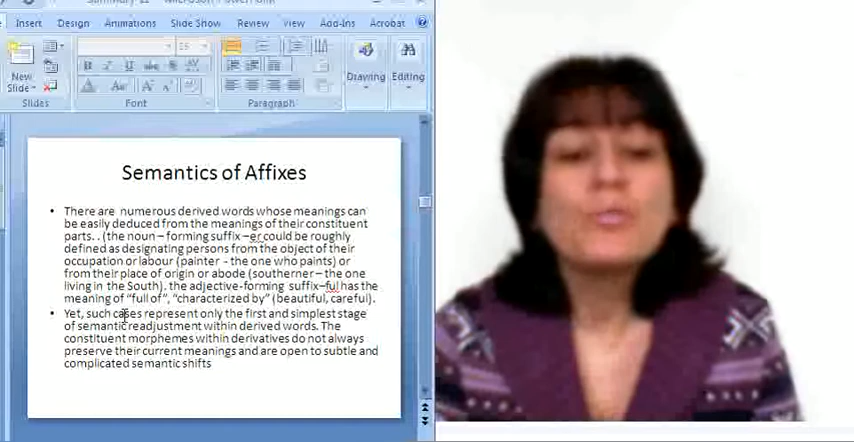 Insert Design Animations Slide Show Review View Add-Ins Acrobat
New
Slide
Drawing Editing
Slides Font Paragraph
Semantics of Affixes
• There are numerous derived words whose meanings can
be easily deduced from the meanings of their constituent
parts. . (the noun – forming suffix –er could be roughly
defined as designating persons from the object of their
occupation or labour (painter - the one who paints) or
from their place of origin or abode (southerner – the one
living in the South). the adjective-forming suffix–ful has the
meaning of “full of”, “characterized by” (beautiful, careful).
• Yet, such cases represent only the first and simplest stage
of semantic readjustment within derived words. The
constituent morphemes within derivatives do not always
preserve their current meanings and are open to subtle and
complicated semantic shifts